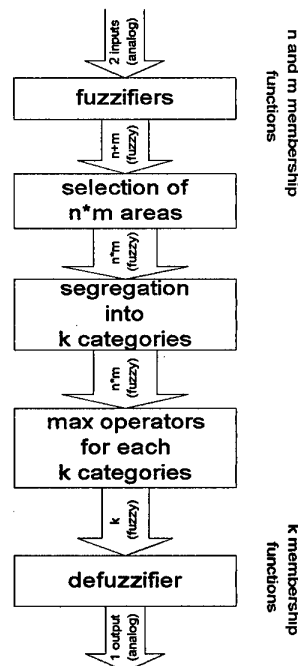 2 inputs
(analog)
n and m membership
functions
fuzzifiers
n+m
(fuzzy)
selection of
n*m areas
n*m
(fuzzy)
segregation
into
k categories
n*m
(fuzzy)
max operators
for each
k categories
k
(fuzzy)
k membership
functions
defuzzifier
1 output
(analog)